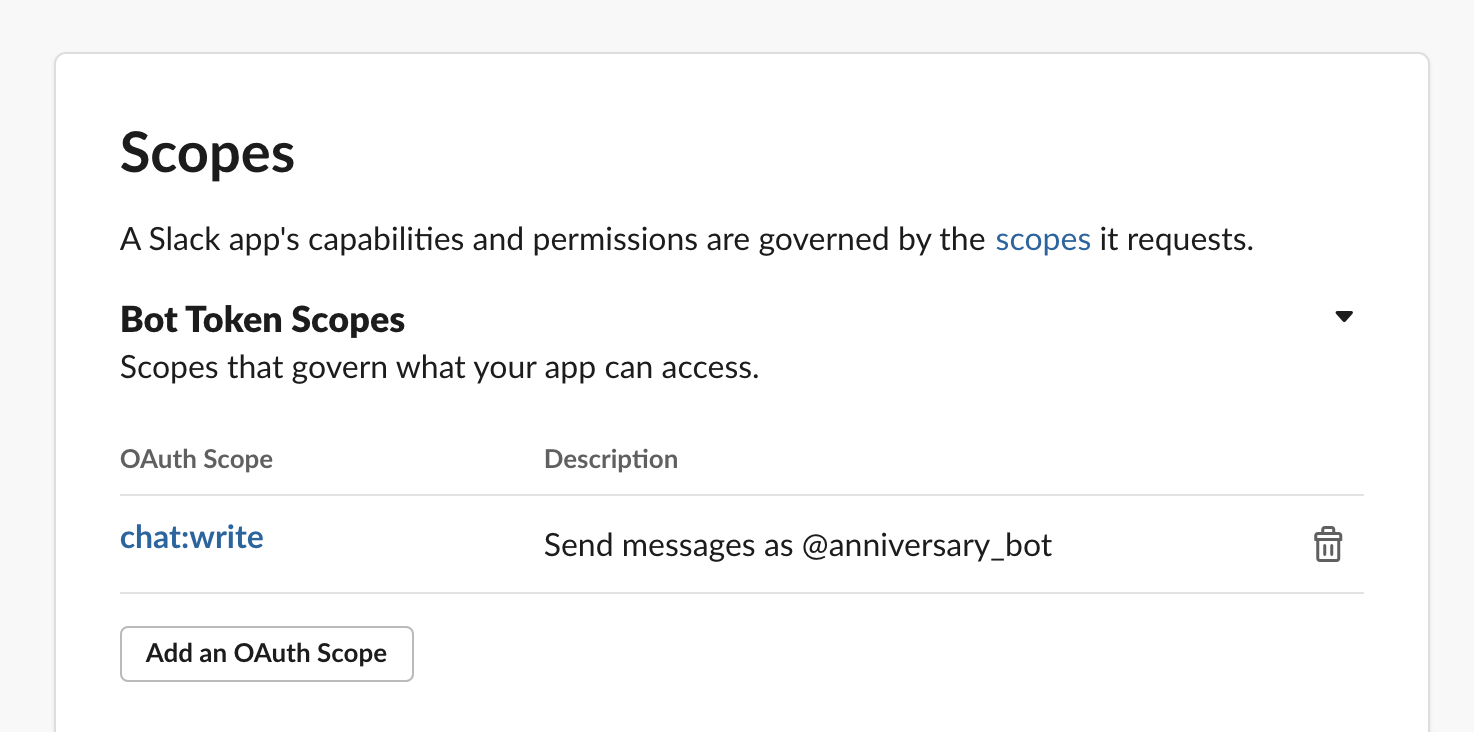 Scopes
A Slack app's capabilities and permissions are governed by the scopes it requests.
Bot Token Scopes
Scopes that govern what your app can access.
OAuth Scope Description
chat:write Send messages as @anniversary_bot
Add an OAuth Scope